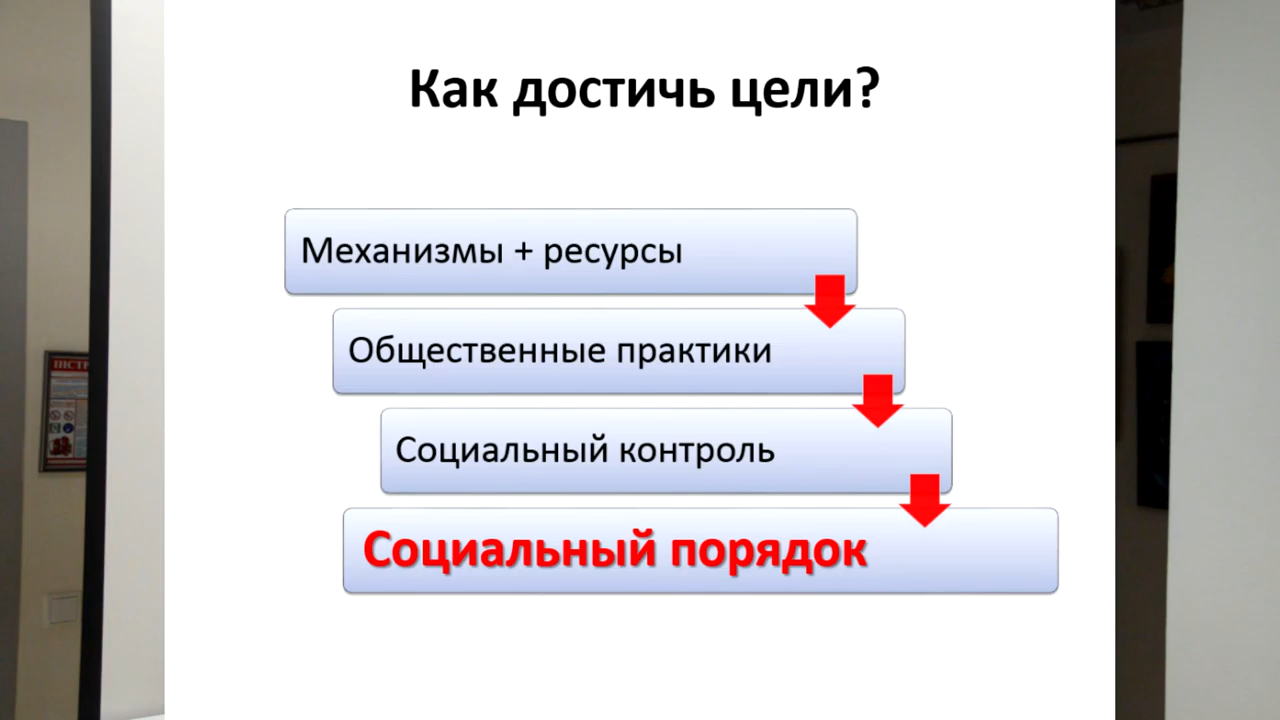 Как достичь цели?
Механизмы + ресурсы
Общественные практики
Социальный контроль
Социальный порядок